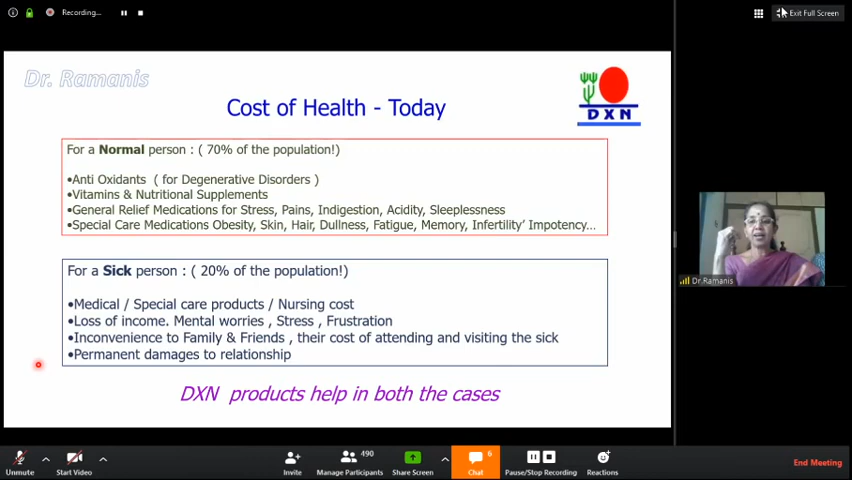 Recording...
Exit Full Screen
Dr. Ramanis
Cost of Health - Today
DXN
For a Normal person : ( 70% of the population!)
•Anti Oxidants ( for Degenerative Disorders )
•Vitamins & Nutritional Supplements
•General Relief Medications for Stress, Pains, Indigestion, Acidity, Sleeplessness
•Special Care Medications Obesity, Skin, Hair, Dullness, Fatigue, Memory, Infertility' Impotency...
For a Sick person : ( 20% of the population!)
•Medical / Special care products / Nursing cost
•Loss of income. Mental worries , Stress , Frustration
•Inconvenience to Family & Friends , their cost of attending and visiting the sick
•Permanent damages to relationship
DXN products help in both the cases
Dr.Ramanis
490
6
Unmute
Start Video
Invite
Manage Participants
Share Screen
Chat
Pause/Stop Recording
Reactions
End Meeting